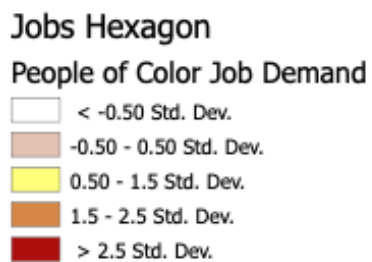 Jobs Hexagon
People of Color Job Demand
< -0.50 Std. Dev.
-0.50 - 0.50 Std. Dev.
0.50 - 1.5 Std. Dev.
1.5 - 2.5 Std. Dev.
> 2.5 Std. Dev.